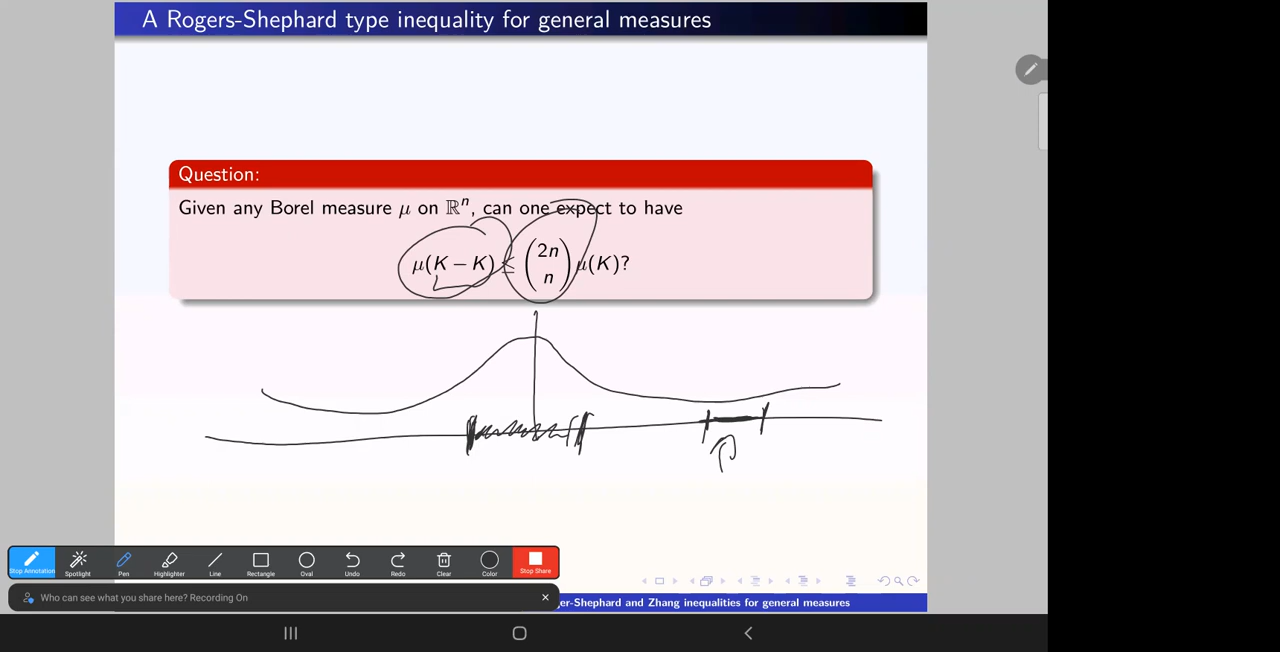 A Rogers-Shephard type inequality for general measures
Question:
Given any Borel measure μ on ℝⁿ, can one expect to have
μ(K − K) ≤ (2n n) μ(K)?
Stop Annotation Spotlight Pen Highlighter Line Rectangle Oval Undo Redo Clear Color Stop Share
Who can see what you share here? Recording On
er-Shephard and Zhang inequalities for general measures